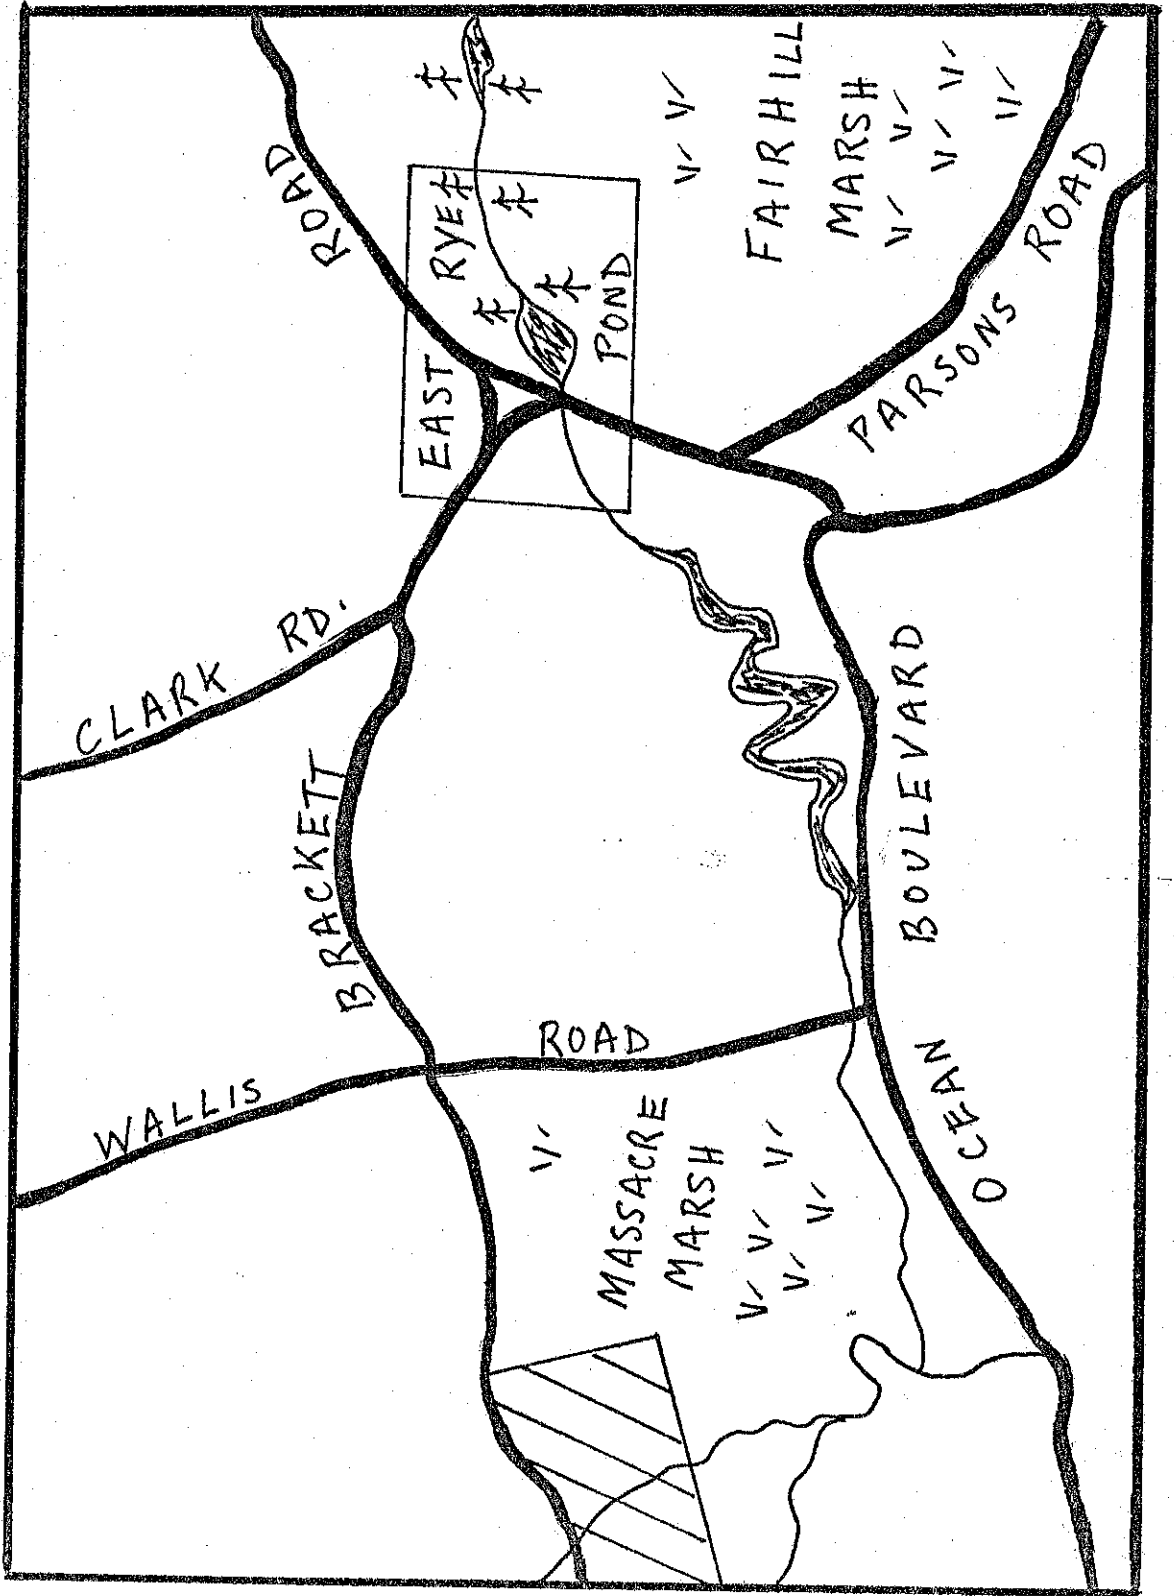 ROAD
EAST RYE
POND
FAIRHILL
MARSH
PARSONS ROAD
CLARK RD.
BRACKETT
OCEAN BOULEVARD
WALLIS ROAD
MASSACRE
MARSH